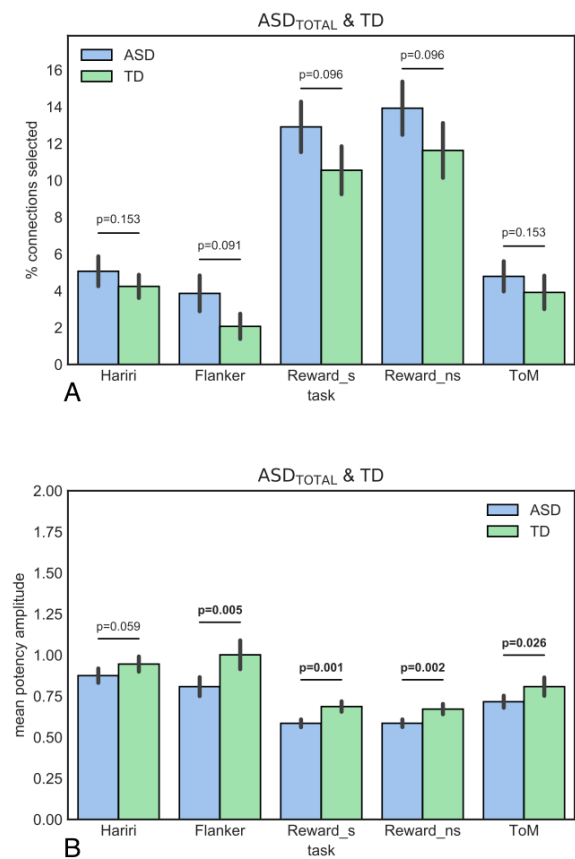 ASD_TOTAL & TD
ASD
TD
16
14
12
10
8
6
4
2
0
% connections selected
p=0.153
p=0.091
p=0.096
p=0.096
p=0.153
Hariri Flanker Reward_s Reward_ns ToM
task
A
ASD_TOTAL & TD
ASD
TD
2.00
1.75
1.50
1.25
1.00
0.75
0.50
0.25
0.00
mean potency amplitude
p=0.059
p=0.005
p=0.001
p=0.002
p=0.026
Hariri Flanker Reward_s Reward_ns ToM
task
B